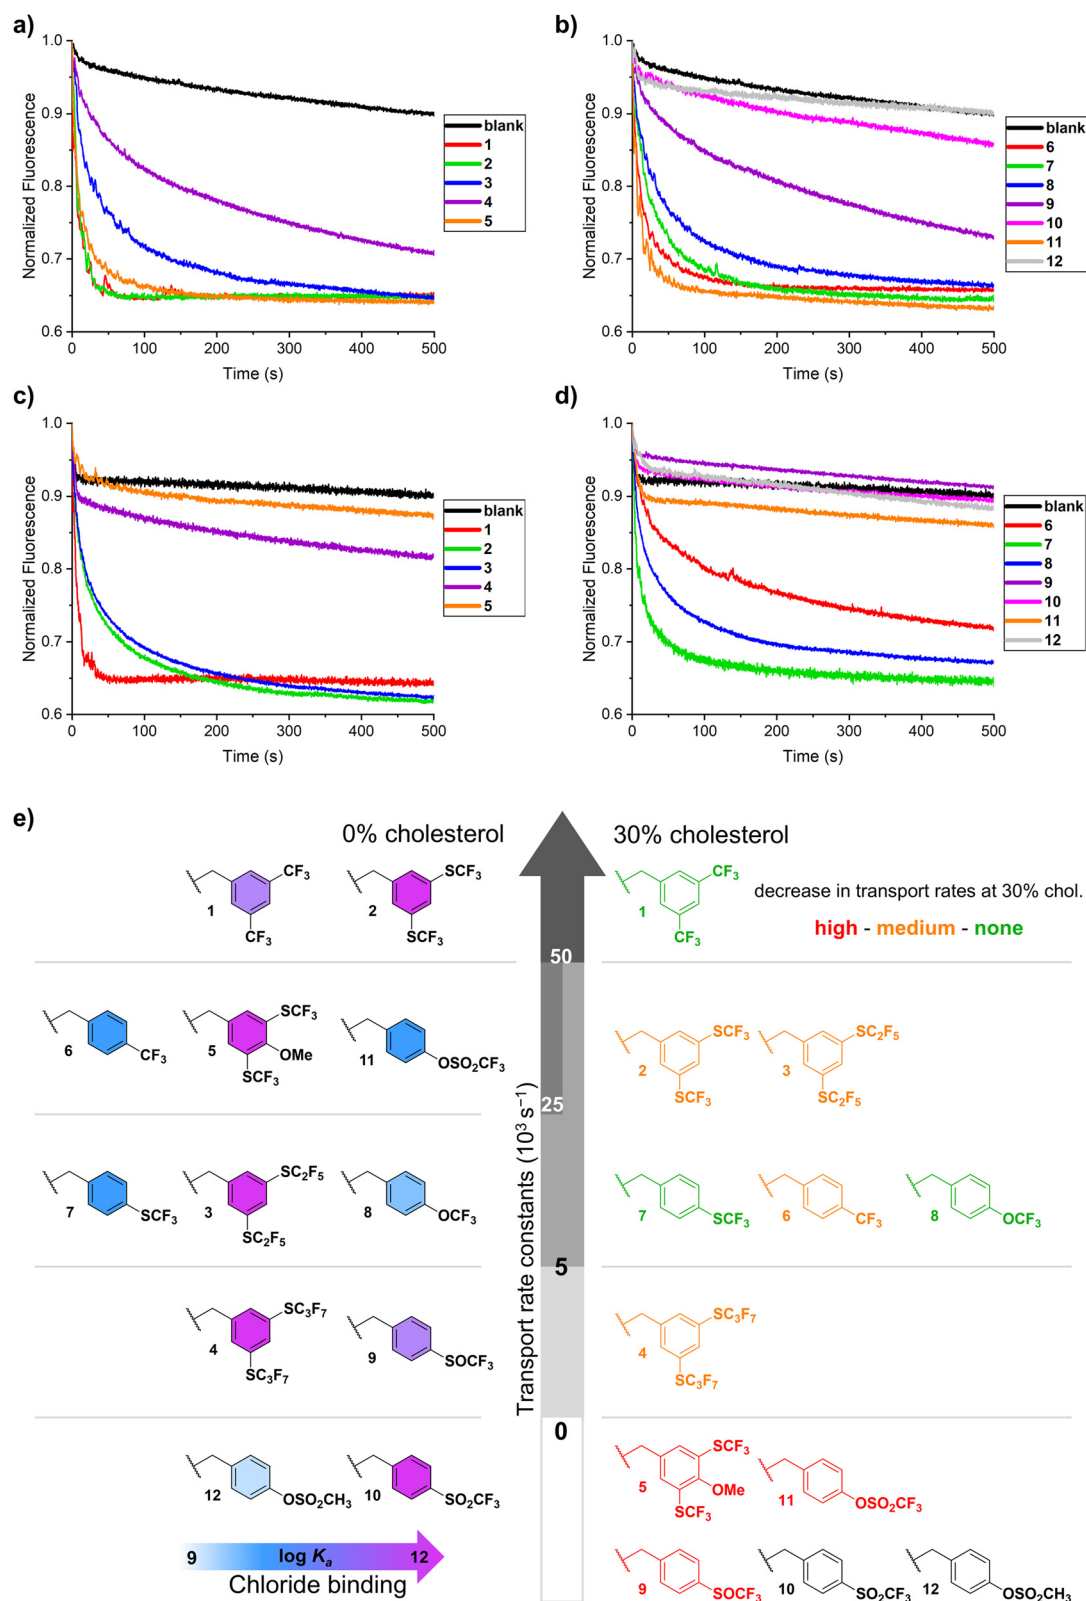 a)
1.0
0.9
0.8
0.7
0.6
Normalized Fluorescence
0 100 200 300 400 500
Time (s)
blank
1
2
3
4
5
b)
1.0
0.9
0.8
0.7
0.6
Normalized Fluorescence
0 100 200 300 400 500
Time (s)
blank
6
7
8
9
10
11
12
c)
1.0
0.9
0.8
0.7
0.6
Normalized Fluorescence
0 100 200 300 400 500
Time (s)
blank
1
2
3
4
5
d)
1.0
0.9
0.8
0.7
0.6
Normalized Fluorescence
0 100 200 300 400 500
Time (s)
blank
6
7
8
9
10
11
12
e)
0% cholesterol
30% cholesterol
decrease in transport rates at 30% chol.
high - medium - none
Transport rate constants (10³ s⁻¹)
50
25
5
0
1 CF₃ CF₃
2 SCF₃ SCF₃
1 CF₃ CF₃
6 CF₃
5 SCF₃ OMe SCF₃
11 OSO₂CF₃
2 SCF₃ SCF₃
3 SC₂F₅ SC₂F₅
7 SCF₃
3 SC₂F₅ SC₂F₅
8 OCF₃
7 SCF₃
6 CF₃
8 OCF₃
4 SC₃F₇ SC₃F₇
9 SOCF₃
4 SC₃F₇ SC₃F₇
12 OSO₂CH₃
10 SO₂CF₃
5 SCF₃ OMe SCF₃
11 OSO₂CF₃
9 SOCF₃
10 SO₂CF₃
12 OSO₂CH₃
9 log Kₐ 12
Chloride binding